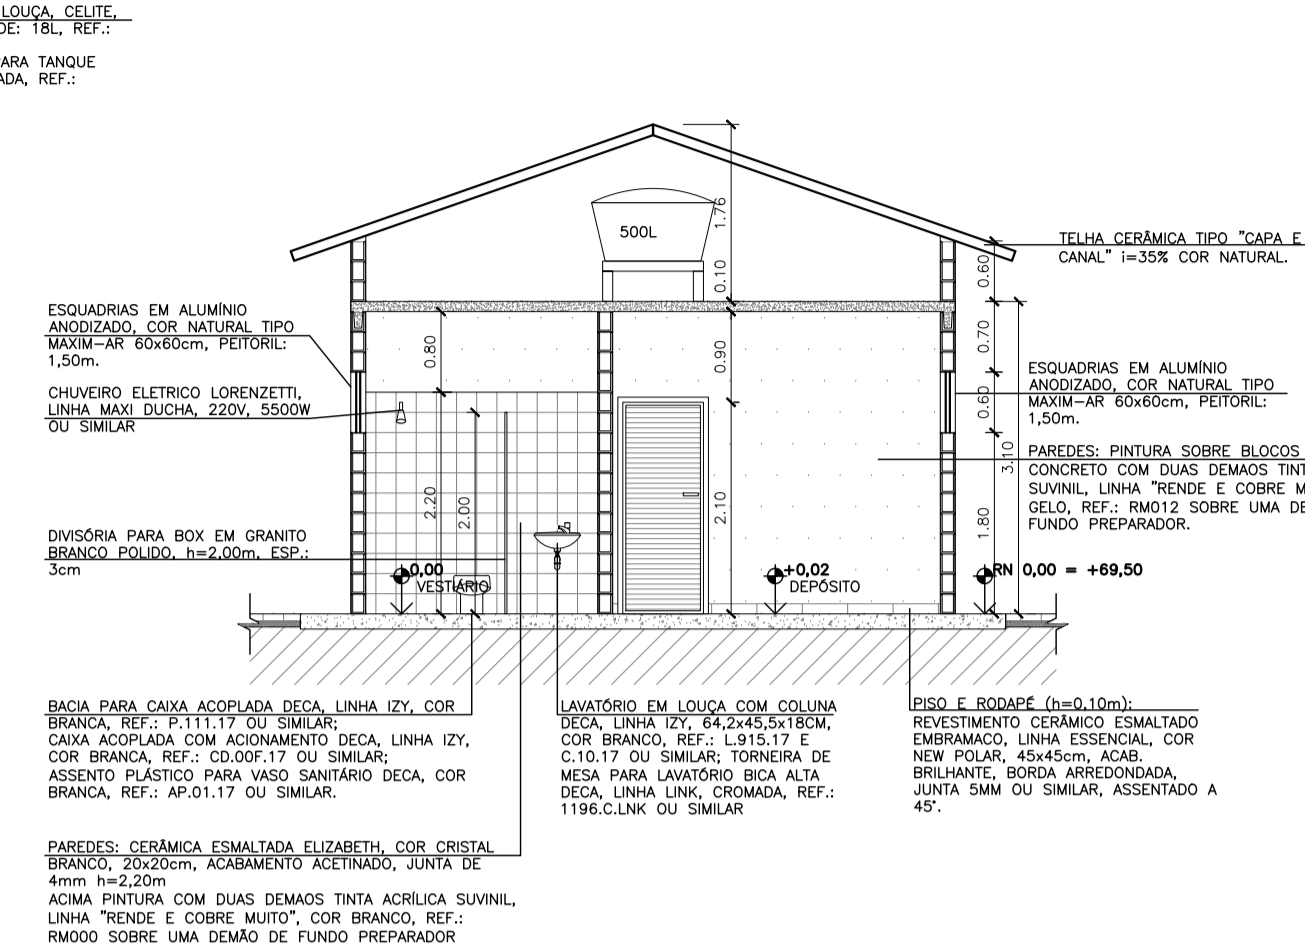 LOUÇA, CELITE,
DE: 18L, REF.:
PARA TANQUE
ADA, REF.:
500L
1.76
0.10
0.60
TELHA CERÂMICA TIPO "CAPA E
CANAL" i=35% COR NATURAL.
ESQUADRIAS EM ALUMÍNIO
ANODIZADO, COR NATURAL TIPO
MAXIM-AR 60x60cm, PEITORIL:
1,50m.
CHUVEIRO ELETRICO LORENZETTI,
LINHA MAXI DUCHA, 220V, 5500W
OU SIMILAR
DIVISÓRIA PARA BOX EM GRANITO
BRANCO POLIDO, h=2,00m, ESP.:
3cm
0.80
2.20
2.00
0.90
2.10
0.70
0.60
3.10
1.80
ESQUADRIAS EM ALUMÍNIO
ANODIZADO, COR NATURAL TIPO
MAXIM-AR 60x60cm, PEITORIL:
1,50m.
PAREDES: PINTURA SOBRE BLOCOS
CONCRETO COM DUAS DEMAOS TINT
SUVINIL, LINHA "RENDE E COBRE M
GELO, REF.: RM012 SOBRE UMA DE
FUNDO PREPARADOR.
0,00
VESTIÁRIO
+0,02
DEPÓSITO
RN 0,00 = +69,50
BACIA PARA CAIXA ACOPLADA DECA, LINHA IZY, COR
BRANCA, REF.: P.111.17 OU SIMILAR;
CAIXA ACOPLADA COM ACIONAMENTO DECA, LINHA IZY,
COR BRANCA, REF.: CD.00F.17 OU SIMILAR;
ASSENTO PLÁSTICO PARA VASO SANITÁRIO DECA, COR
BRANCA, REF.: AP.01.17 OU SIMILAR.
LAVATÓRIO EM LOUÇA COM COLUNA
DECA, LINHA IZY, 64,2x45,5x18CM,
COR BRANCO, REF.: L.915.17 E
C.10.17 OU SIMILAR; TORNEIRA DE
MESA PARA LAVATÓRIO BICA ALTA
DECA, LINHA LINK, CROMADA, REF.:
1196.C.LNK OU SIMILAR
PISO E RODAPÉ (h=0,10m):
REVESTIMENTO CERÂMICO ESMALTADO
EMBRAMACO, LINHA ESSENCIAL, COR
NEW POLAR, 45x45cm, ACAB.
BRILHANTE, BORDA ARREDONDADA,
JUNTA 5MM OU SIMILAR, ASSENTADO A
45°.
PAREDES: CERÂMICA ESMALTADA ELIZABETH, COR CRISTAL
BRANCO, 20x20cm, ACABAMENTO ACETINADO, JUNTA DE
4mm h=2,20m
ACIMA PINTURA COM DUAS DEMAOS TINTA ACRÍLICA SUVINIL,
LINHA "RENDE E COBRE MUITO", COR BRANCO, REF.:
RM000 SOBRE UMA DEMÃO DE FUNDO PREPARADOR